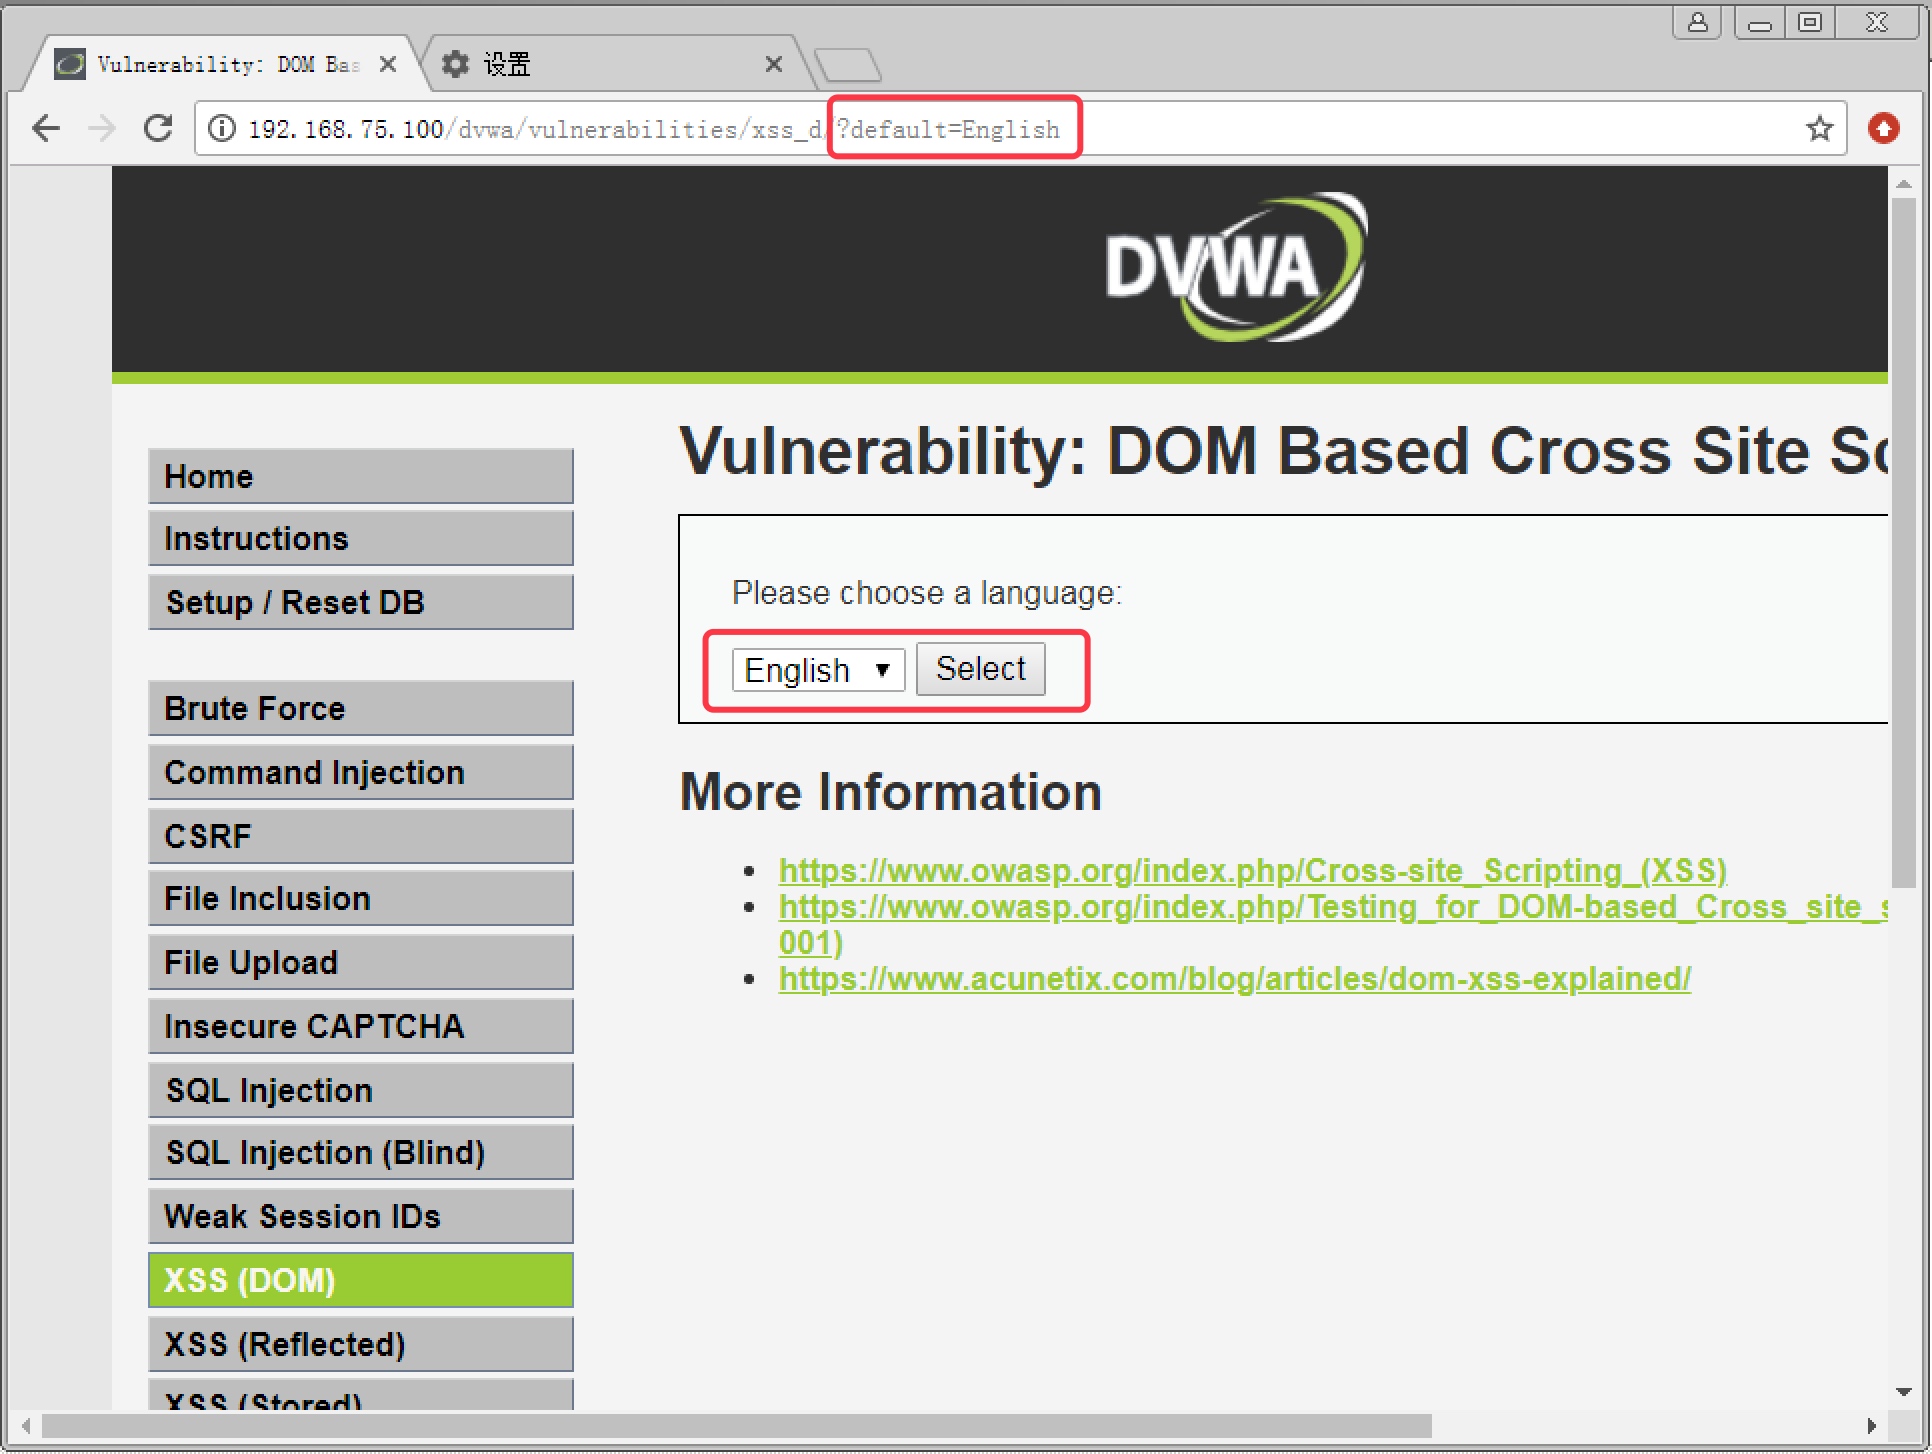 Vulnerability: DOM Bas
设置
192.168.75.100/dvwa/vulnerabilities/xss_d/?default=English
DVWA
Home
Instructions
Setup / Reset DB
Brute Force
Command Injection
CSRF
File Inclusion
File Upload
Insecure CAPTCHA
SQL Injection
SQL Injection (Blind)
Weak Session IDs
XSS (DOM)
XSS (Reflected)
XSS (Stored)
Vulnerability: DOM Based Cross Site Sc
Please choose a language:
English ▼ Select
More Information
• https://www.owasp.org/index.php/Cross-site_Scripting_(XSS)
• https://www.owasp.org/index.php/Testing_for_DOM-based_Cross_site_s
001)
• https://www.acunetix.com/blog/articles/dom-xss-explained/